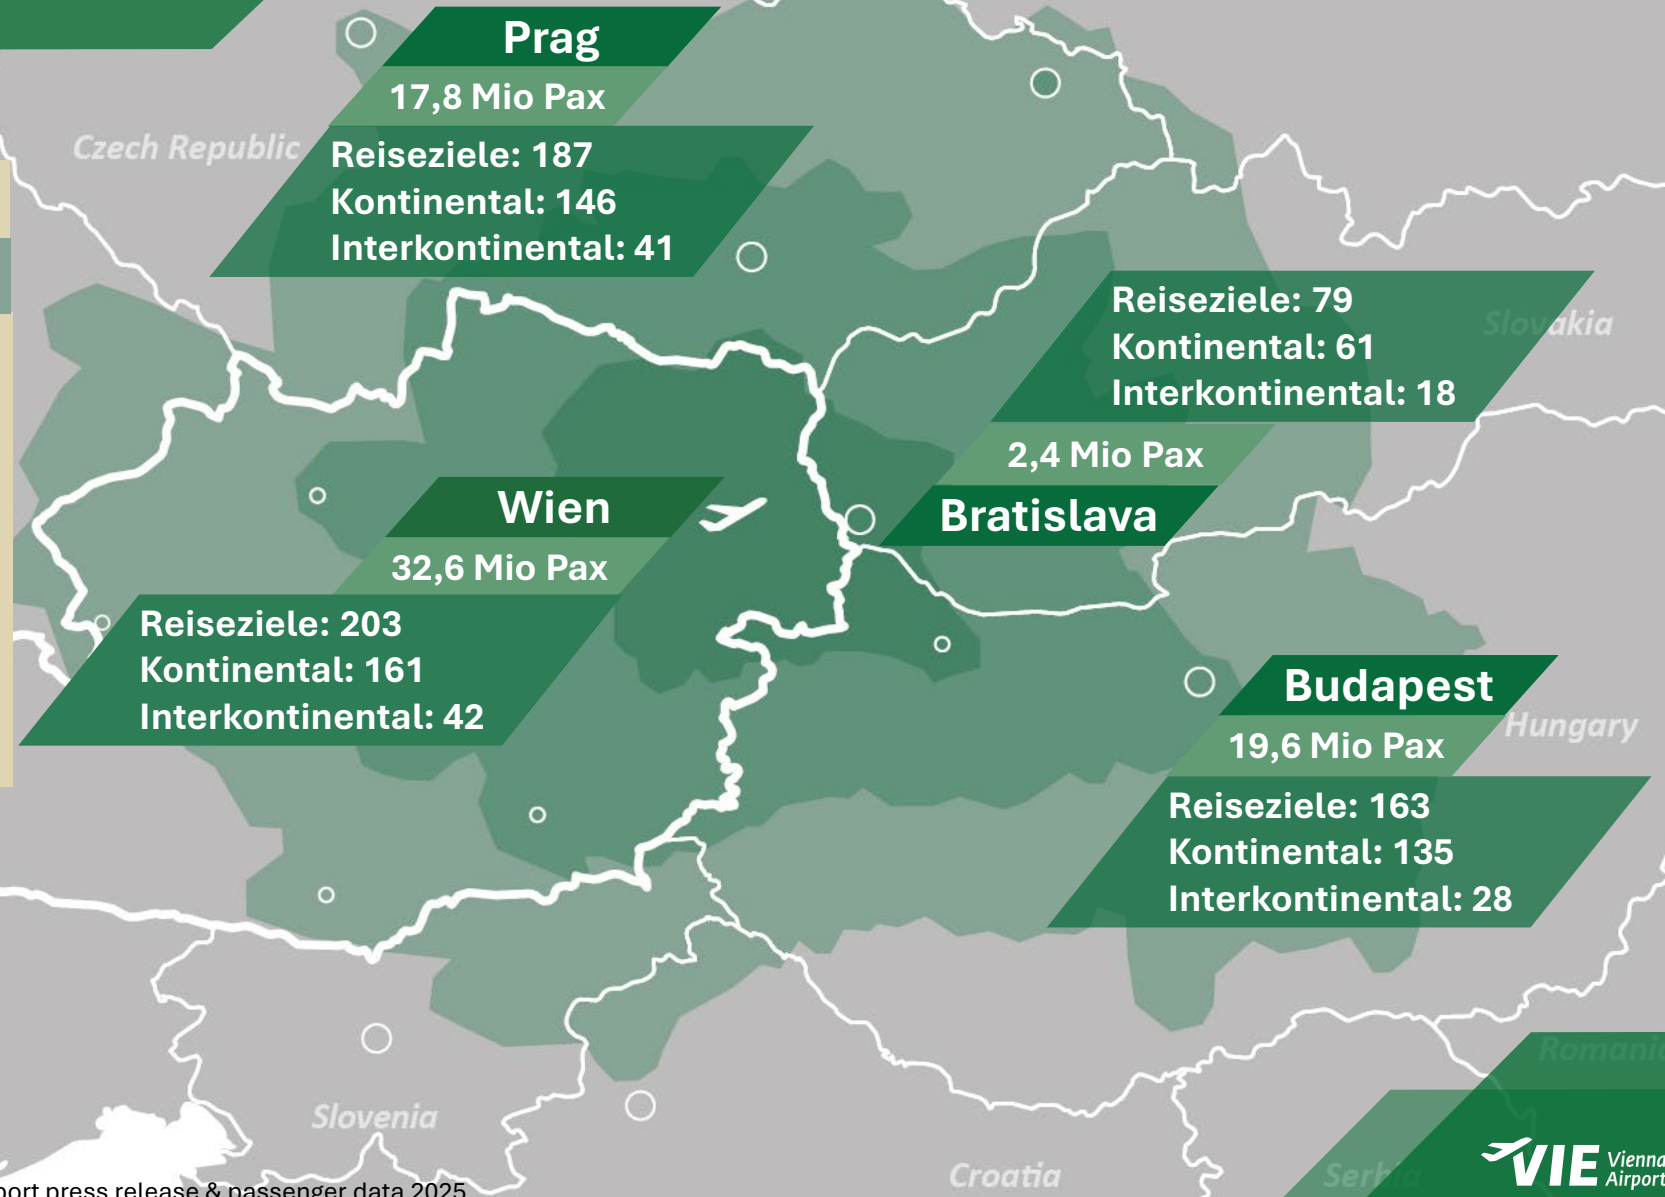 Prag
17,8 Mio Pax
Czech Republic
Reiseziele: 187
Kontinental: 146
Interkontinental: 41
Reiseziele: 79
Kontinental: 61
Interkontinental: 18
Slovakia
2,4 Mio Pax
Bratislava
Wien
32,6 Mio Pax
Reiseziele: 203
Kontinental: 161
Interkontinental: 42
Budapest
19,6 Mio Pax
Hungary
Reiseziele: 163
Kontinental: 135
Interkontinental: 28
Romania
Slovenia
Croatia
Serbia
VIE Vienna
Airport
port press release & passenger data 2025